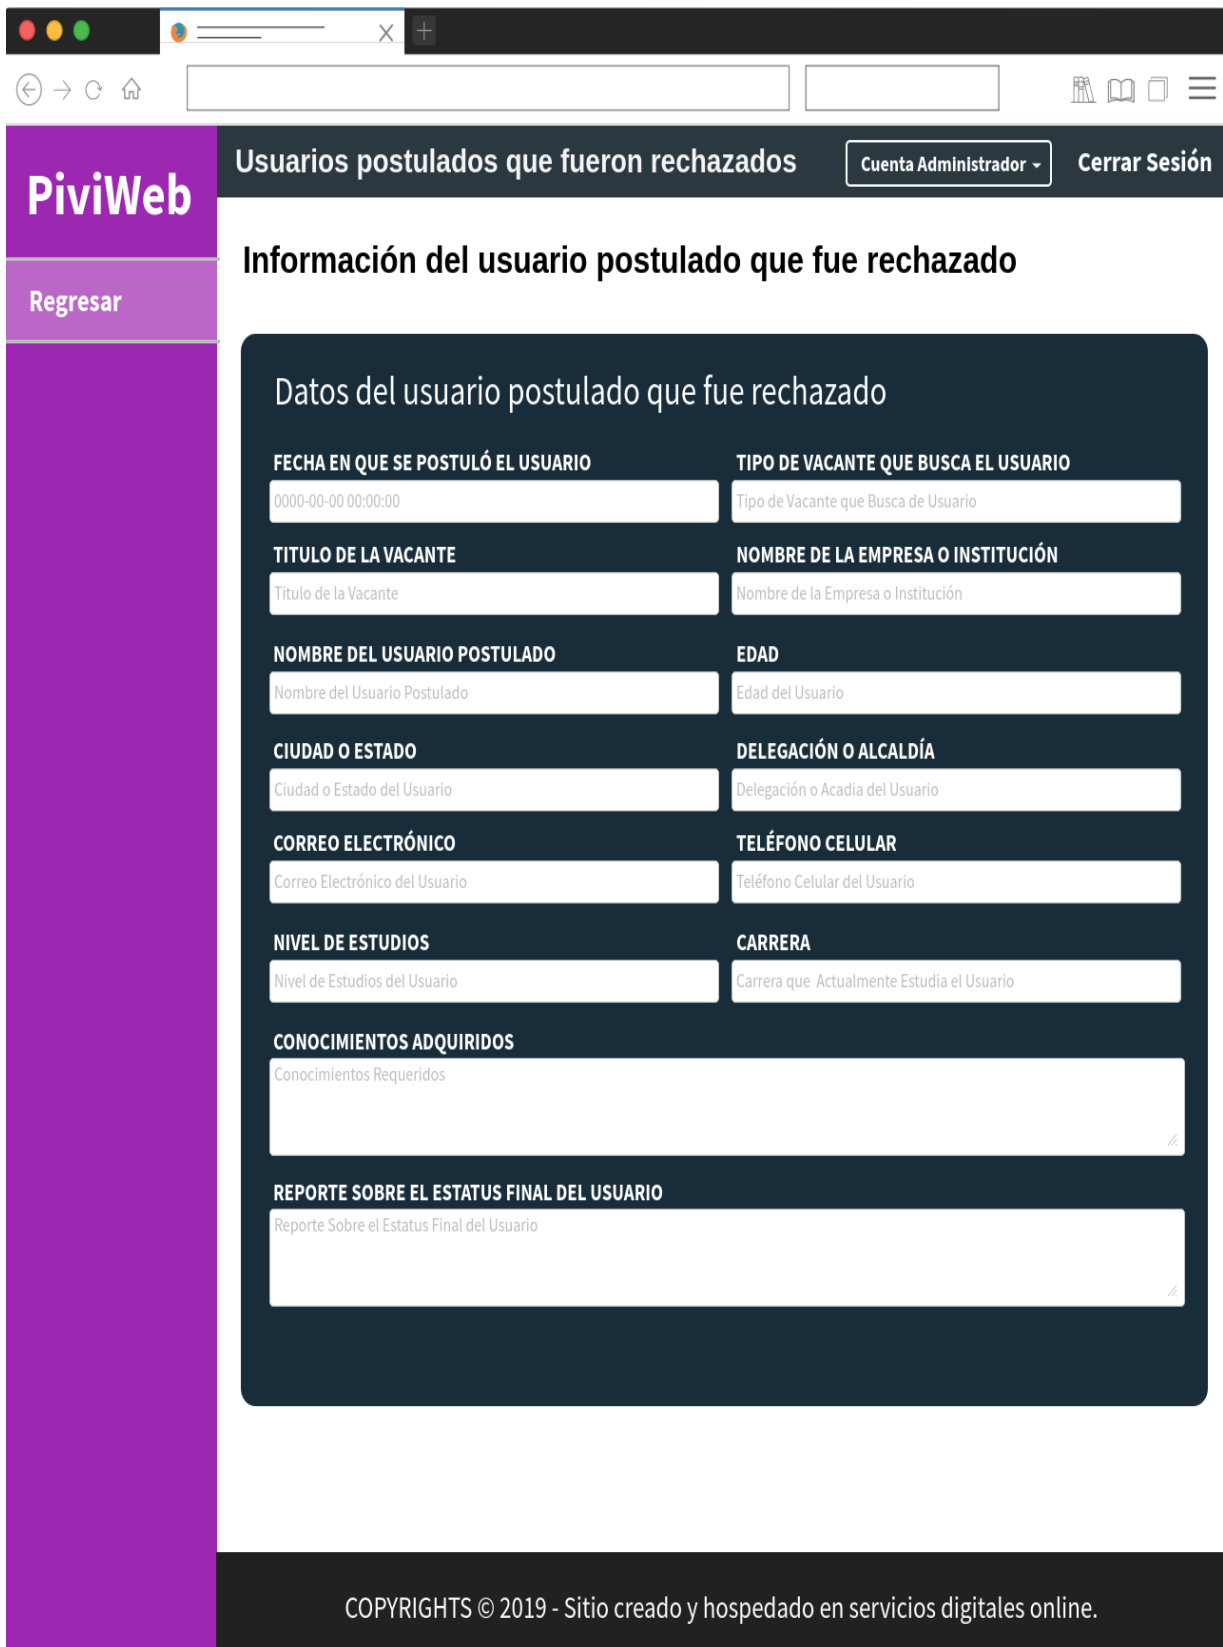 Usuarios postulados que fueron rechazados
Cuenta Administrador
Cerrar Sesión
PiviWeb
Regresar
Información del usuario postulado que fue rechazado
Datos del usuario postulado que fue rechazado
FECHA EN QUE SE POSTULÓ EL USUARIO
TIPO DE VACANTE QUE BUSCA EL USUARIO
0000-00-00 00:00:00
Tipo de Vacante que Busca de Usuario
TITULO DE LA VACANTE
NOMBRE DE LA EMPRESA O INSTITUCIÓN
Titulo de la Vacante
Nombre de la Empresa o Institución
NOMBRE DEL USUARIO POSTULADO
EDAD
Nombre del Usuario Postulado
Edad del Usuario
CIUDAD O ESTADO
DELEGACIÓN O ALCALDÍA
Ciudad o Estado del Usuario
Delegación o Acadia del Usuario
CORREO ELECTRÓNICO
TELÉFONO CELULAR
Correo Electrónico del Usuario
Teléfono Celular del Usuario
NIVEL DE ESTUDIOS
CARRERA
Nivel de Estudios del Usuario
Carrera que Actualmente Estudia el Usuario
CONOCIMIENTOS ADQUIRIDOS
Conocimientos Requeridos
REPORTE SOBRE EL ESTATUS FINAL DEL USUARIO
Reporte Sobre el Estatus Final del Usuario
COPYRIGHTS © 2019 - Sitio creado y hospedado en servicios digitales online.